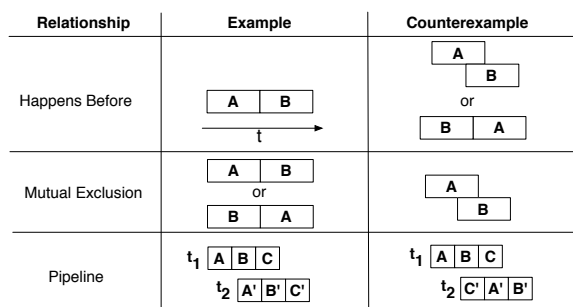 Relationship Example Counterexample
Happens Before
A B
t
A
B
or
B A
Mutual Exclusion
A B
or
B A
A
B
Pipeline
t1 A B C
t2 A' B' C'
t1 A B C
t2 C' A' B'